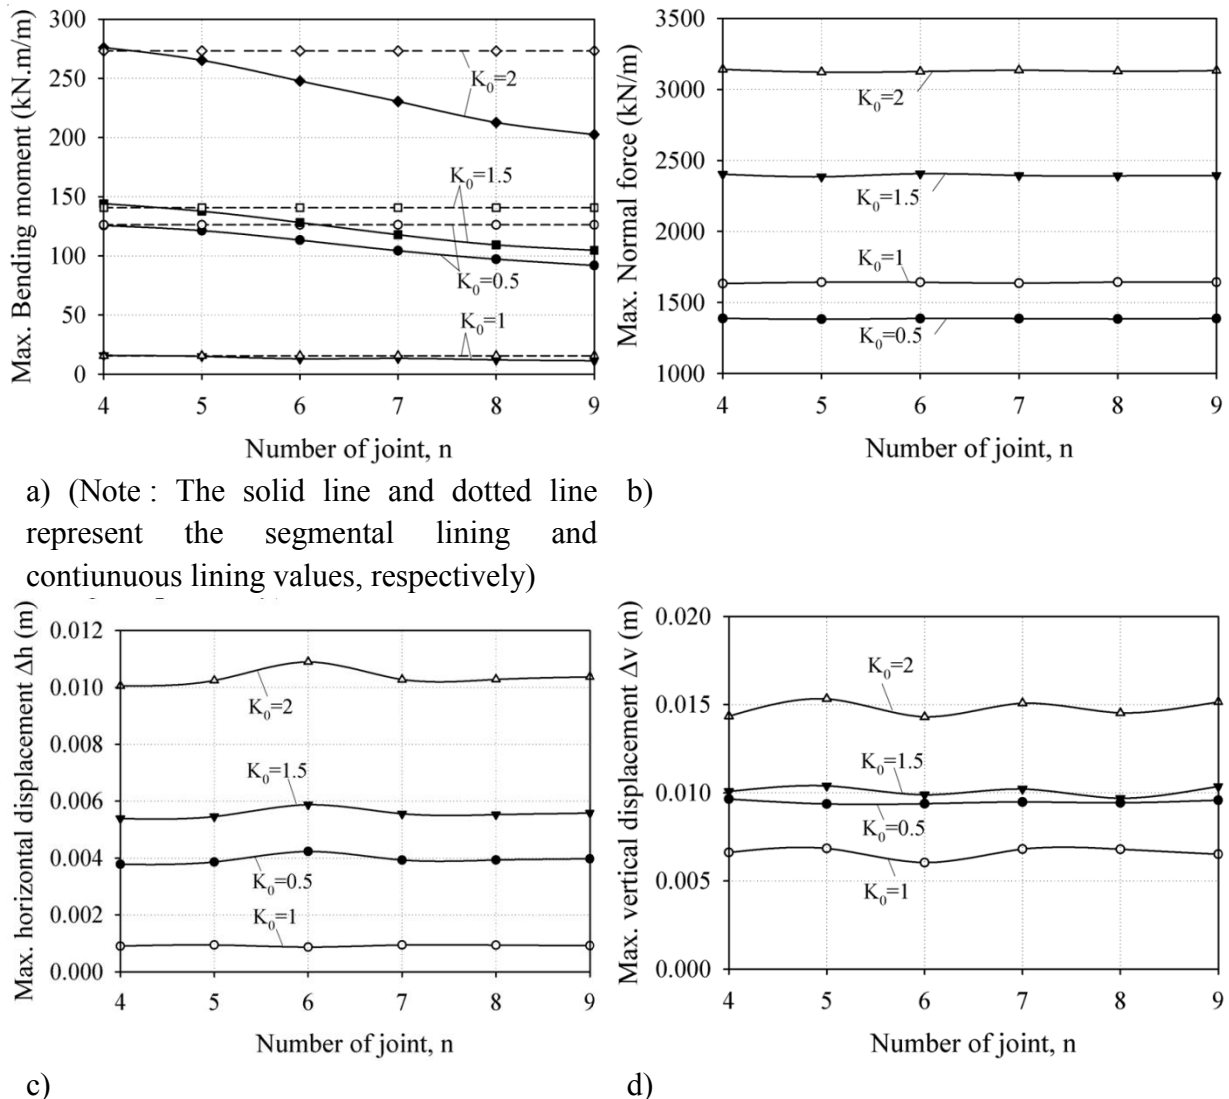 300
250
200
150
100
50
0
Max. Bending moment (kN.m/m)
K0=2
K0=1.5
K0=0.5
K0=1
4 5 6 7 8 9
Number of joint, n
3500
3000
2500
2000
1500
1000
Max. Normal force (kN/m)
K0=2
K0=1.5
K0=1
K0=0.5
4 5 6 7 8 9
Number of joint, n
a) (Note : The solid line and dotted line
represent the segmental lining and
contiunuous lining values, respectively)
b)
0.012
0.010
0.008
0.006
0.004
0.002
0.000
Max. horizontal displacement Δh (m)
K0=2
K0=1.5
K0=0.5
K0=1
4 5 6 7 8 9
Number of joint, n
c)
0.020
0.015
0.010
0.005
0.000
Max. vertical displacement Δv (m)
K0=2
K0=1.5
K0=0.5
K0=1
4 5 6 7 8 9
Number of joint, n
d)